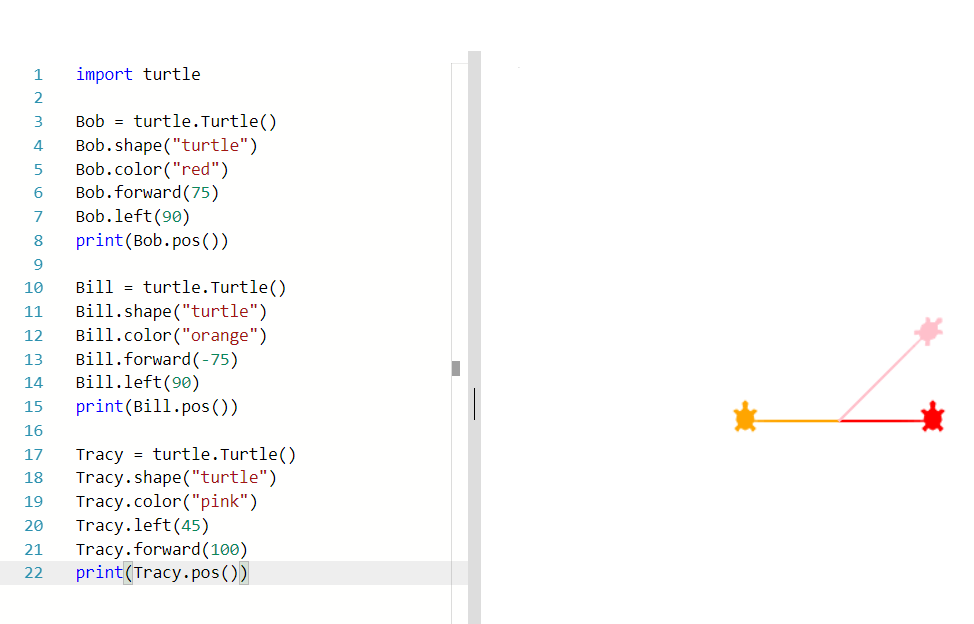 1 import turtle
2
3 Bob = turtle.Turtle()
4 Bob.shape("turtle")
5 Bob.color("red")
6 Bob.forward(75)
7 Bob.left(90)
8 print(Bob.pos())
9
10 Bill = turtle.Turtle()
11 Bill.shape("turtle")
12 Bill.color("orange")
13 Bill.forward(-75)
14 Bill.left(90)
15 print(Bill.pos())
16
17 Tracy = turtle.Turtle()
18 Tracy.shape("turtle")
19 Tracy.color("pink")
20 Tracy.left(45)
21 Tracy.forward(100)
22 print(Tracy.pos())